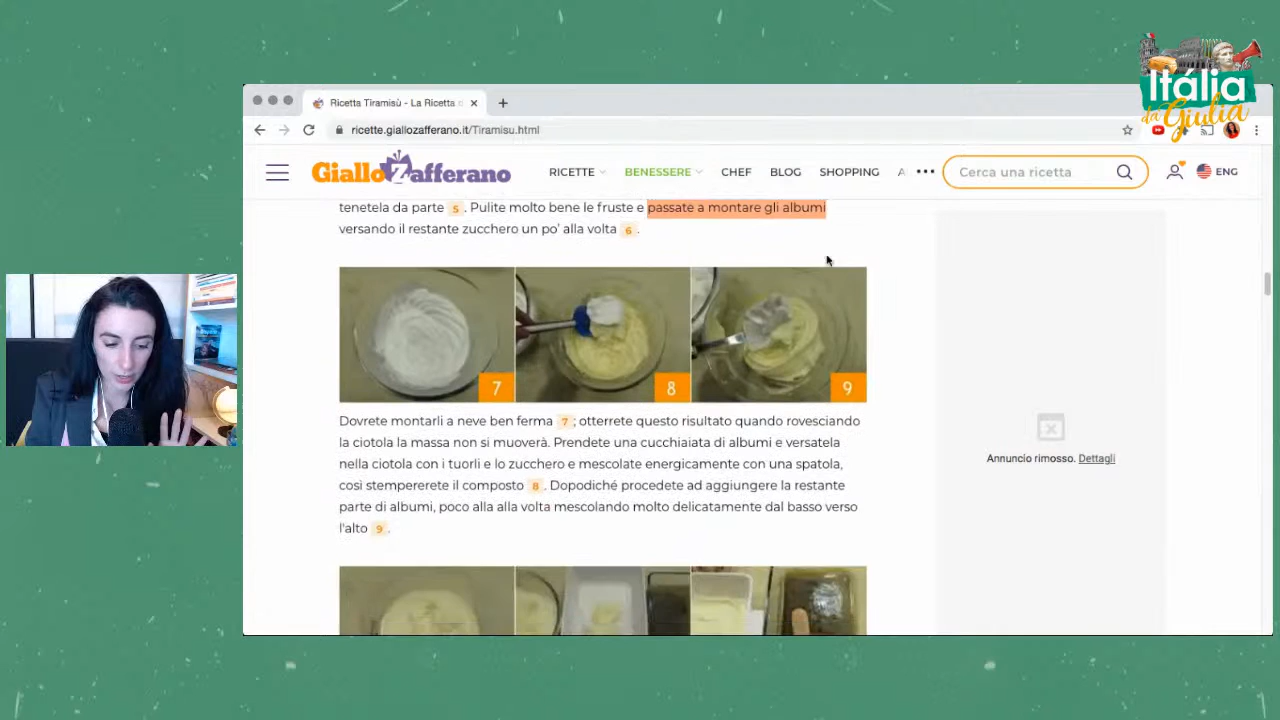 Itália
da Giulia
Ricetta Tiramisù - La Ricetta d
ricette.giallozafferano.it/Tiramisu.html
GialloZafferano
RICETTE
BENESSERE
CHEF
BLOG
SHOPPING
A
Cerca una ricetta
ENG
tenetela da parte 5 . Pulite molto bene le fruste e passate a montare gli albumi
versando il restante zucchero un po' alla volta 6 .
7
8
9
Dovrete montarli a neve ben ferma 7 ; otterrete questo risultato quando rovesciando
la ciotola la massa non si muoverà. Prendete una cucchiaiata di albumi e versatela
nella ciotola con i tuorli e lo zucchero e mescolate energicamente con una spatola,
così stempererete il composto 8 . Dopodiché procedete ad aggiungere la restante
parte di albumi, poco alla alla volta mescolando molto delicatamente dal basso verso
l'alto 9 .
Annuncio rimosso. Dettagli